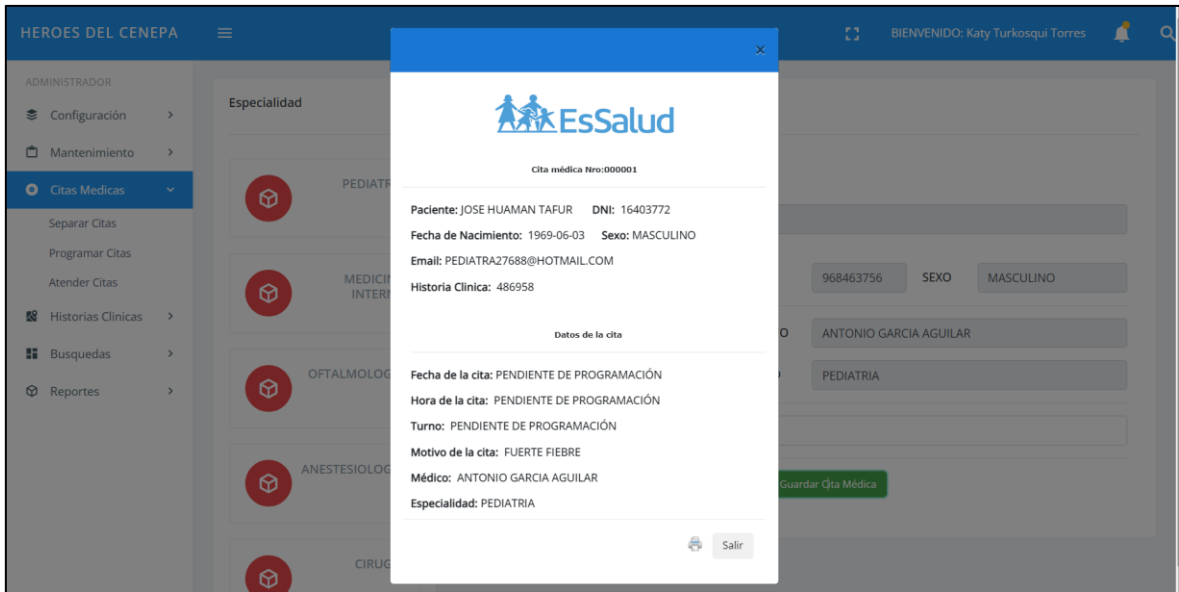 HEROES DEL CENEPA
BIENVENIDO: Katy Turkosqui Torres
×
ADMINISTRADOR
Configuración
Mantenimiento
Citas Medicas
Separar Citas
Programar Citas
Atender Citas
Historias Clinicas
Busquedas
Reportes
Especialidad
PEDIATR
MEDICIN
INTERN
OFTALMOLOG
ANESTESIOLOG
CIRUG
EsSalud
Cita médica Nro:000001
Paciente: JOSE HUAMAN TAFUR DNI: 16403772
Fecha de Nacimiento: 1969-06-03 Sexo: MASCULINO
Email: PEDIATRA27688@HOTMAIL.COM
Historia Clinica: 486958
Datos de la cita
Fecha de la cita: PENDIENTE DE PROGRAMACIÓN
Hora de la cita: PENDIENTE DE PROGRAMACIÓN
Turno: PENDIENTE DE PROGRAMACIÓN
Motivo de la cita: FUERTE FIEBRE
Médico: ANTONIO GARCIA AGUILAR
Especialidad: PEDIATRIA
Salir
968463756 SEXO MASCULINO
O ANTONIO GARCIA AGUILAR
PEDIATRIA
Guardar Cita Médica